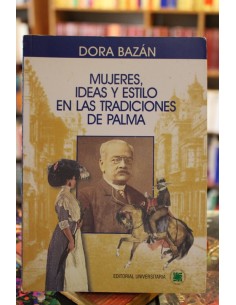 DORA BAZÁN
MUJERES,
IDEAS Y ESTILO
EN LAS TRADICIONES
DE PALMA
EDITORIAL UNIVERSITARIA